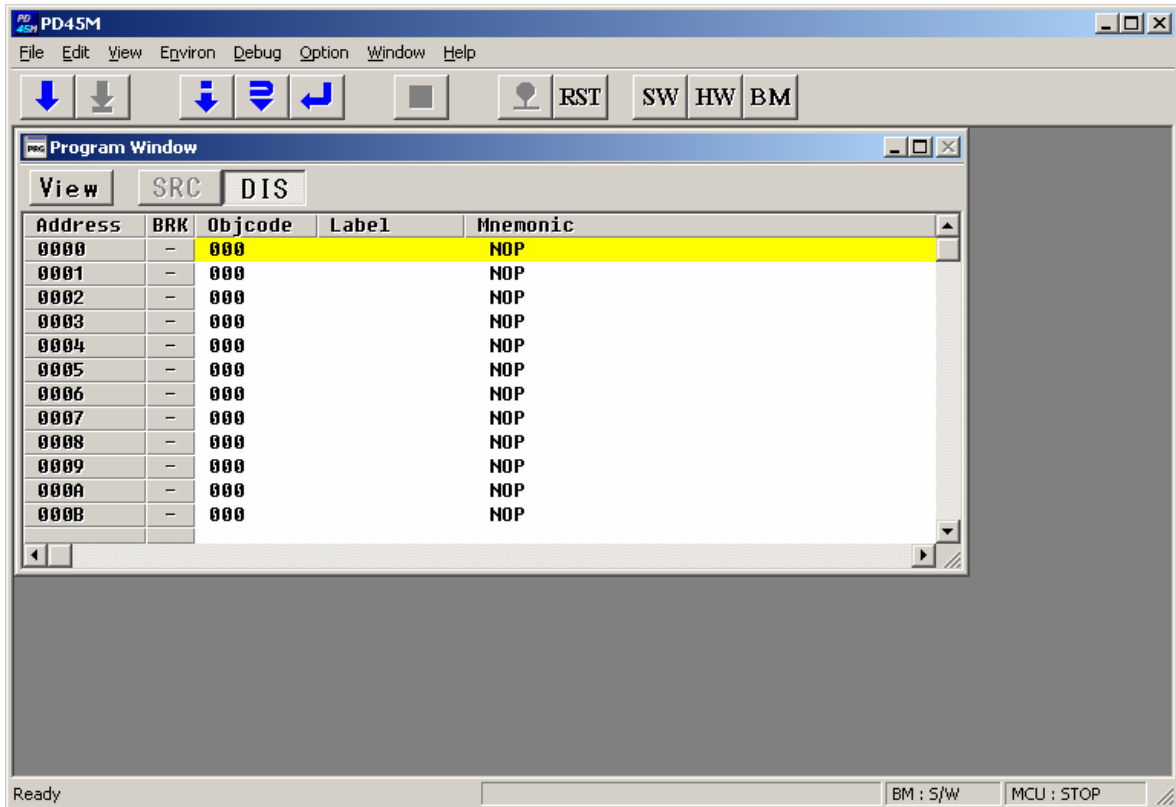 PD 45M PD45M
File Edit View Environ Debug Option Window Help
RST SW HW BM
PRG Program Window
View SRC DIS
Address BRK Objcode Label Mnemonic
0000 - 000 NOP
0001 - 000 NOP
0002 - 000 NOP
0003 - 000 NOP
0004 - 000 NOP
0005 - 000 NOP
0006 - 000 NOP
0007 - 000 NOP
0008 - 000 NOP
0009 - 000 NOP
000A - 000 NOP
000B - 000 NOP
Ready BM : S/W MCU : STOP